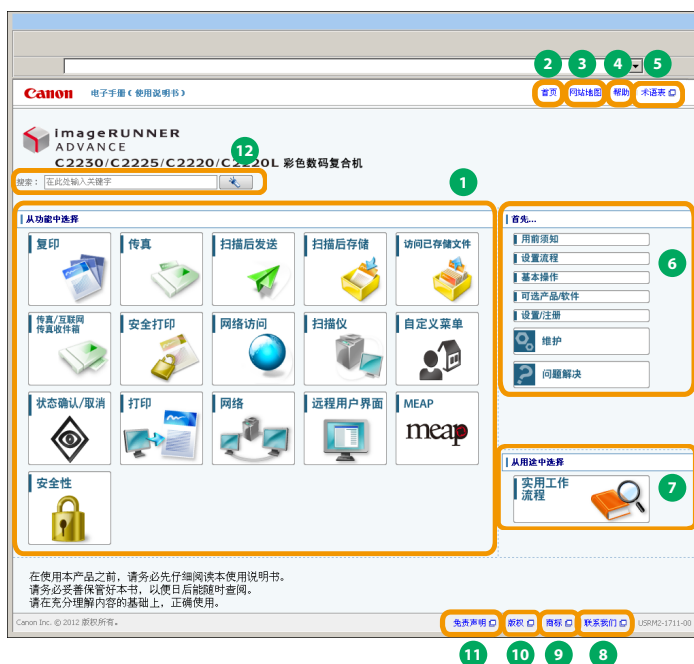 2 3 4 5
Canon 电子手册(使用说明书) 首页 网站地图 帮助 术语表
imageRUNNER
ADVANCE
12
C2230/C2225/C2220/C2220L 彩色数码复合机
搜索: 在此处输入关键字
1
从功能中选择
复印 传真 扫描后发送 扫描后存储 访问已存储文件
传真/互联网
传真收件箱
安全打印 网络访问 扫描仪 自定义菜单
状态确认/取消 打印 网络 远程用户界面 MEAP
meap
安全性
首先...
用前须知
设置流程
6
基本操作
可选产品/软件
设置/注册
维护
问题解决
从用途中选择
实用工作
流程
7
在使用本产品之前,请务必先仔细阅读本使用说明书。
请务必妥善保管好本书,以便日后能随时查阅。
请在充分理解内容的基础上,正确使用。
Canon Inc. © 2012 版权所有。 免责声明 版权 商标 联系我们 USRM2-1711-00
11 10 9 8